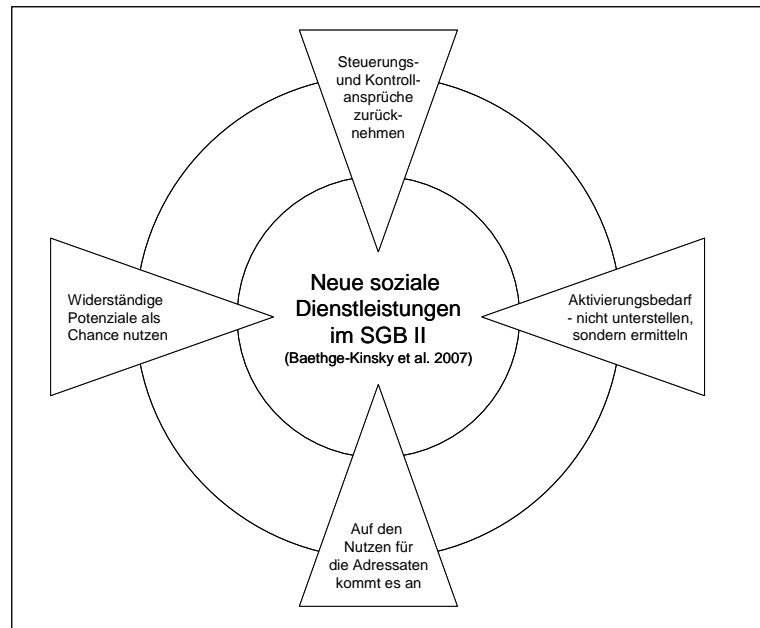 Steuerungs-
und Kontroll-
ansprüche
zurück-
nehmen
Widerständige
Potenziale als
Chance nutzen
Neue soziale
Dienstleistungen
im SGB II
(Baethge-Kinsky et al. 2007)
Aktivierungsbedarf
- nicht unterstellen,
sondern ermitteln
Auf den
Nutzen für
die Adressaten
kommt es an